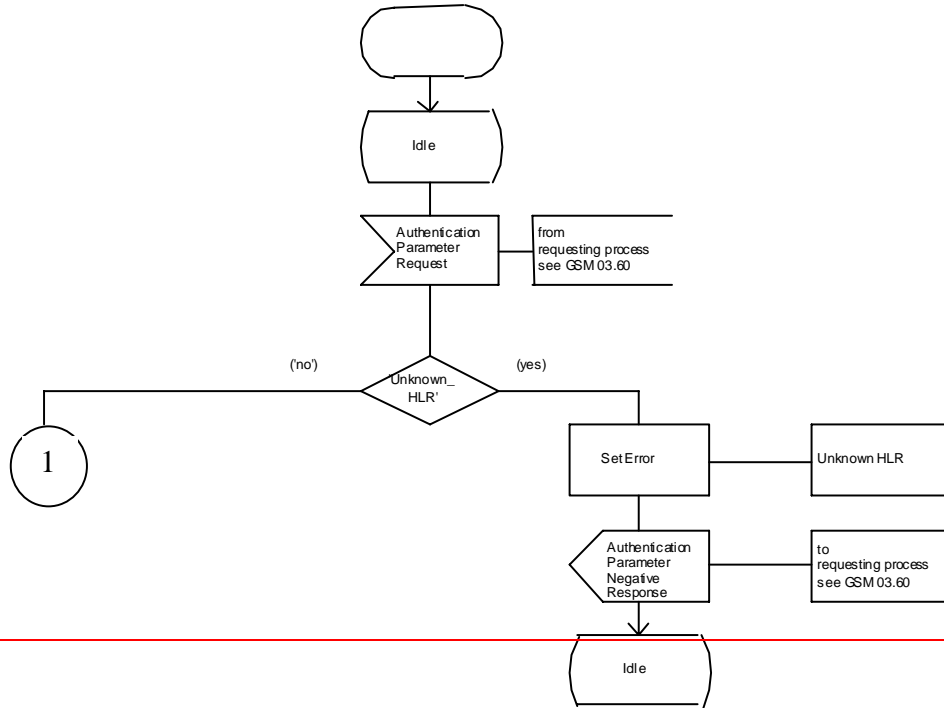 Idle
Authentication
Parameter
Request
from
requesting process
see GSM 03.60
('no')
(yes)
'Unknown_
HLR'
1
Set Error
Unknown HLR
Authentication
Parameter
Negative
Response
to
requesting process
see GSM 03.60
Idle